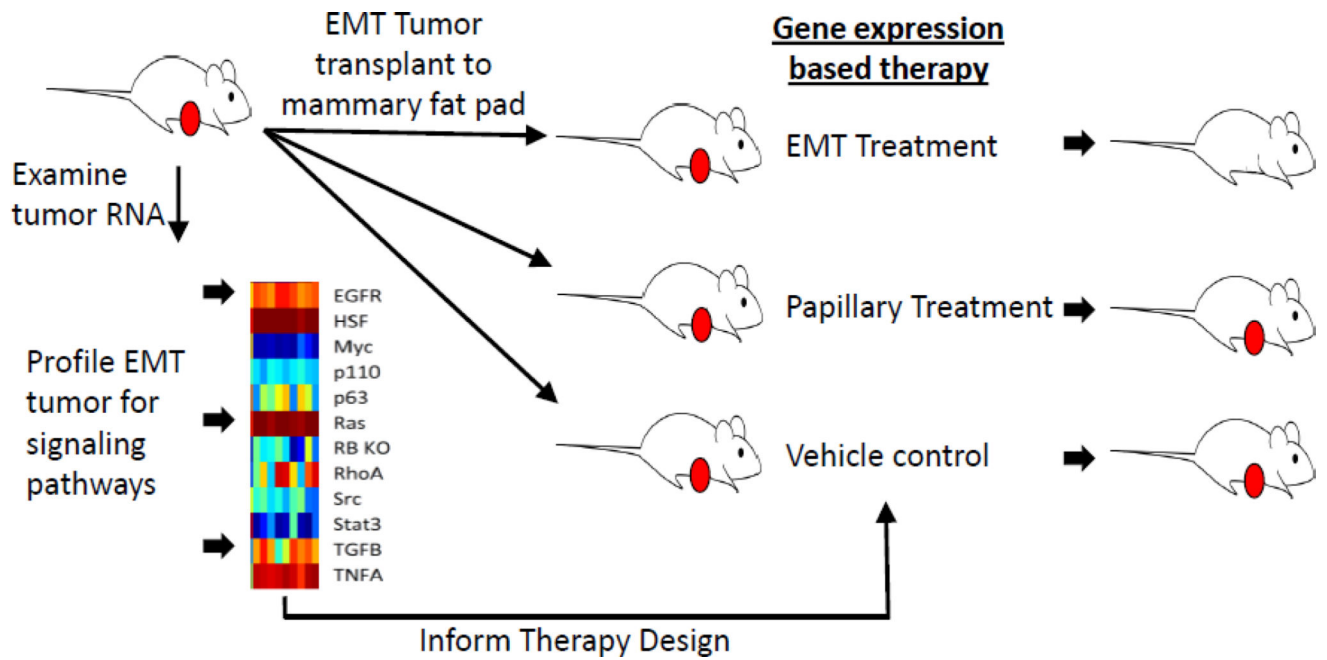 EMT Tumor
transplant to
mammary fat pad
Gene expression
based therapy
Examine
tumor RNA
EMT Treatment
Papillary Treatment
Vehicle control
Profile EMT
tumor for
signaling
pathways
EGFR
HSF
Myc
p110
p63
Ras
RB KO
RhoA
Src
Stat3
TGFB
TNFA
Inform Therapy Design